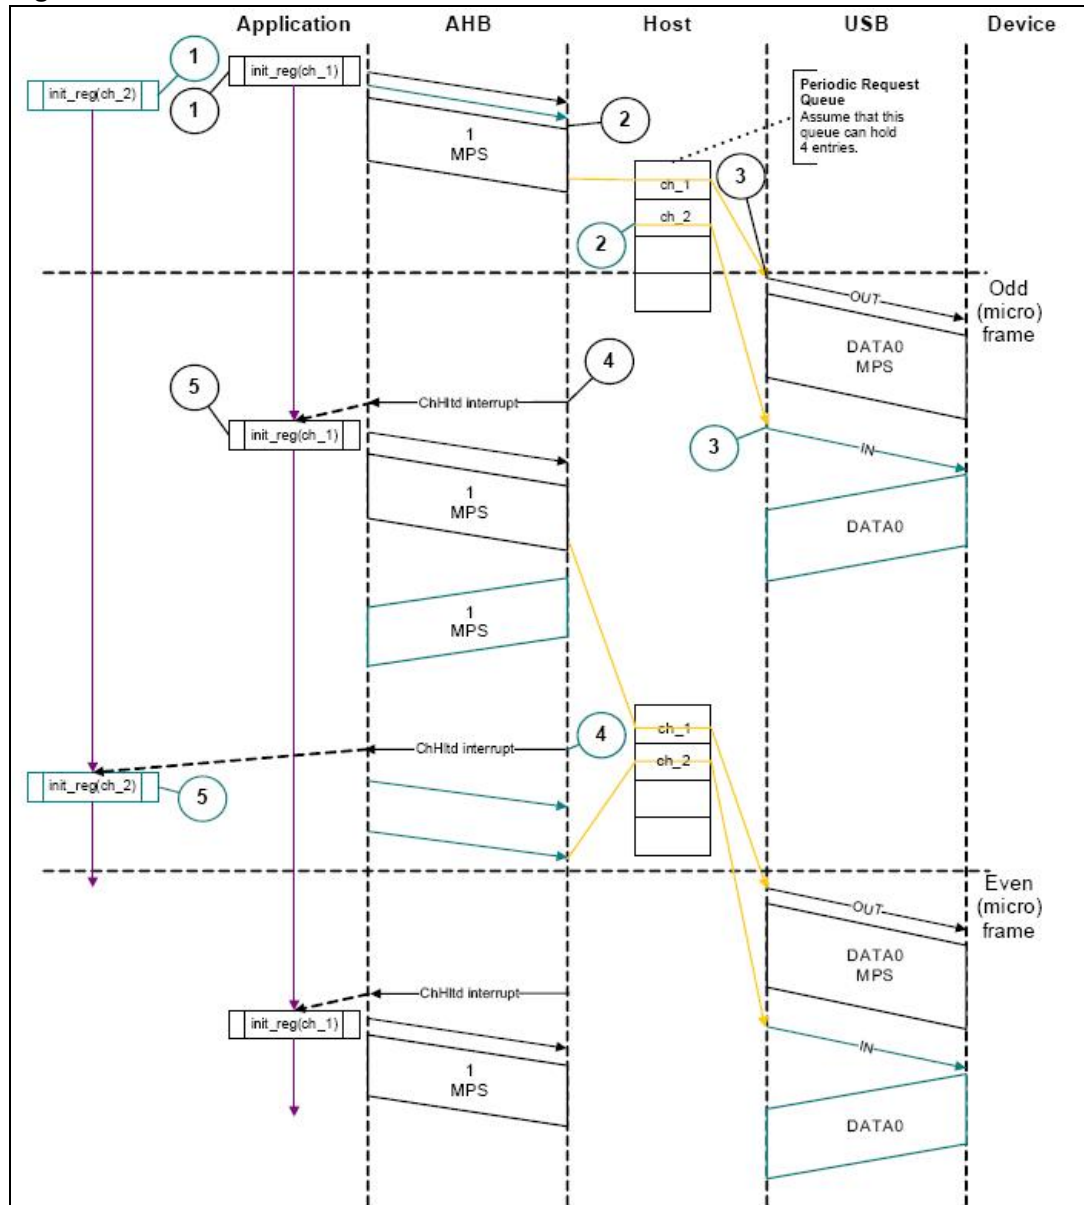 Application
AHB
Host
USB
Device
1
init_reg(ch_1)
init_reg(ch_2)
1
2
1
MPS
Periodic Request
Queue
Assume that this
queue can hold
4 entries.
3
ch_1
ch_2
2
Odd
(micro)
frame
OUT
DATA0
MPS
4
5
ChHltd interrupt
init_reg(ch_1)
3
IN
1
MPS
DATA0
1
MPS
ch_1
4
ChHltd interrupt
ch_2
init_reg(ch_2)
5
Even
(micro)
frame
OUT
DATA0
MPS
ChHltd interrupt
init_reg(ch_1)
IN
1
MPS
DATA0